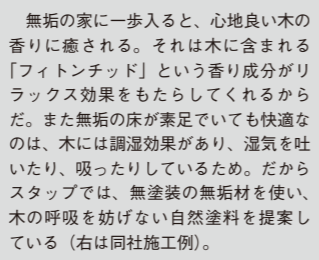 無垢の家に一歩入ると、心地良い木の
香りに癒される。それは木に含まれる
「フィトンチッド」という香り成分がリ
ラックス効果をもたらしてくれるから
だ。また無垢の床が素足でいても快適な
のは、木には調湿効果があり、湿気を吐
いたり、吸ったりしているため。だから
スタップでは、無塗装の無垢材を使い、
木の呼吸を妨げない自然塗料を提案し
ている（右は同社施工例）。